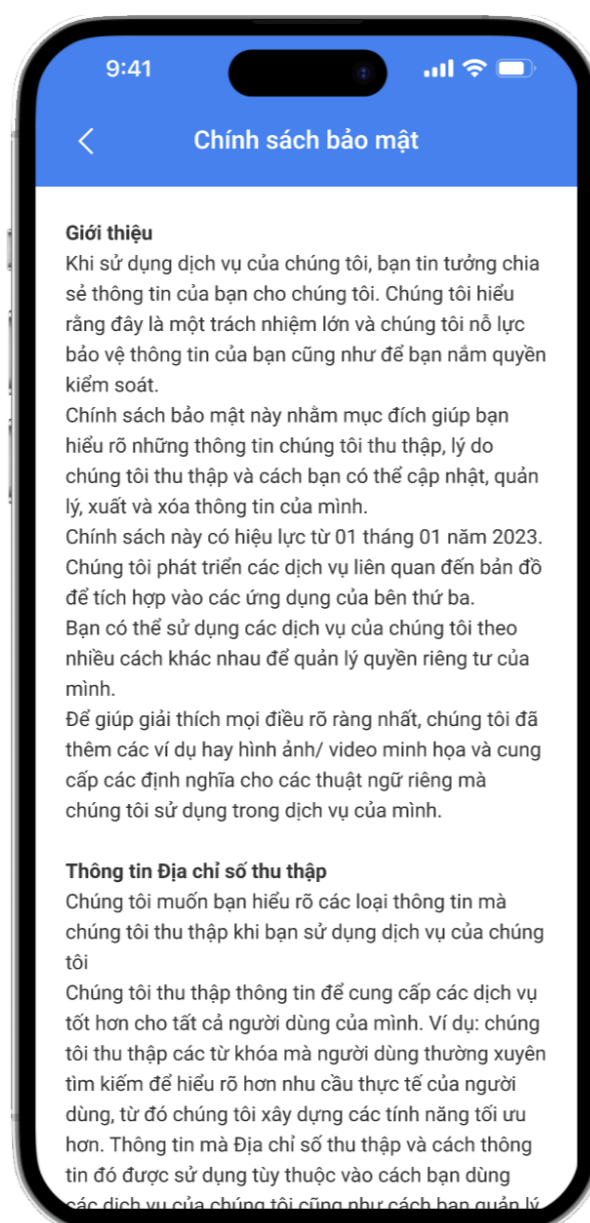 9:41
Chính sách bảo mật
Giới thiệu
Khi sử dụng dịch vụ của chúng tôi, bạn tin tưởng chia
sẻ thông tin của bạn cho chúng tôi. Chúng tôi hiểu
rằng đây là một trách nhiệm lớn và chúng tôi nỗ lực
bảo vệ thông tin của bạn cũng như để bạn nắm quyền
kiểm soát.
Chính sách bảo mật này nhằm mục đích giúp bạn
hiểu rõ những thông tin chúng tôi thu thập, lý do
chúng tôi thu thập và cách bạn có thể cập nhật, quản
lý, xuất và xóa thông tin của mình.
Chính sách này có hiệu lực từ 01 tháng 01 năm 2023.
Chúng tôi phát triển các dịch vụ liên quan đến bản đồ
để tích hợp vào các ứng dụng của bên thứ ba.
Bạn có thể sử dụng các dịch vụ của chúng tôi theo
nhiều cách khác nhau để quản lý quyền riêng tư của
mình.
Để giúp giải thích mọi điều rõ ràng nhất, chúng tôi đã
thêm các ví dụ hay hình ảnh/ video minh họa và cung
cấp các định nghĩa cho các thuật ngữ riêng mà
chúng tôi sử dụng trong dịch vụ của mình.
Thông tin Địa chỉ số thu thập
Chúng tôi muốn bạn hiểu rõ các loại thông tin mà
chúng tôi thu thập khi bạn sử dụng dịch vụ của chúng
tôi
Chúng tôi thu thập thông tin để cung cấp các dịch vụ
tốt hơn cho tất cả người dùng của mình. Ví dụ: chúng
tôi thu thập các từ khóa mà người dùng thường xuyên
tìm kiếm để hiểu rõ hơn nhu cầu thực tế của người
dùng, từ đó chúng tôi xây dựng các tính năng tối ưu
hơn. Thông tin mà Địa chỉ số thu thập và cách thông
tin đó được sử dụng tùy thuộc vào cách bạn dùng
các dịch vụ của chúng tôi cũng như cách bạn quản lý